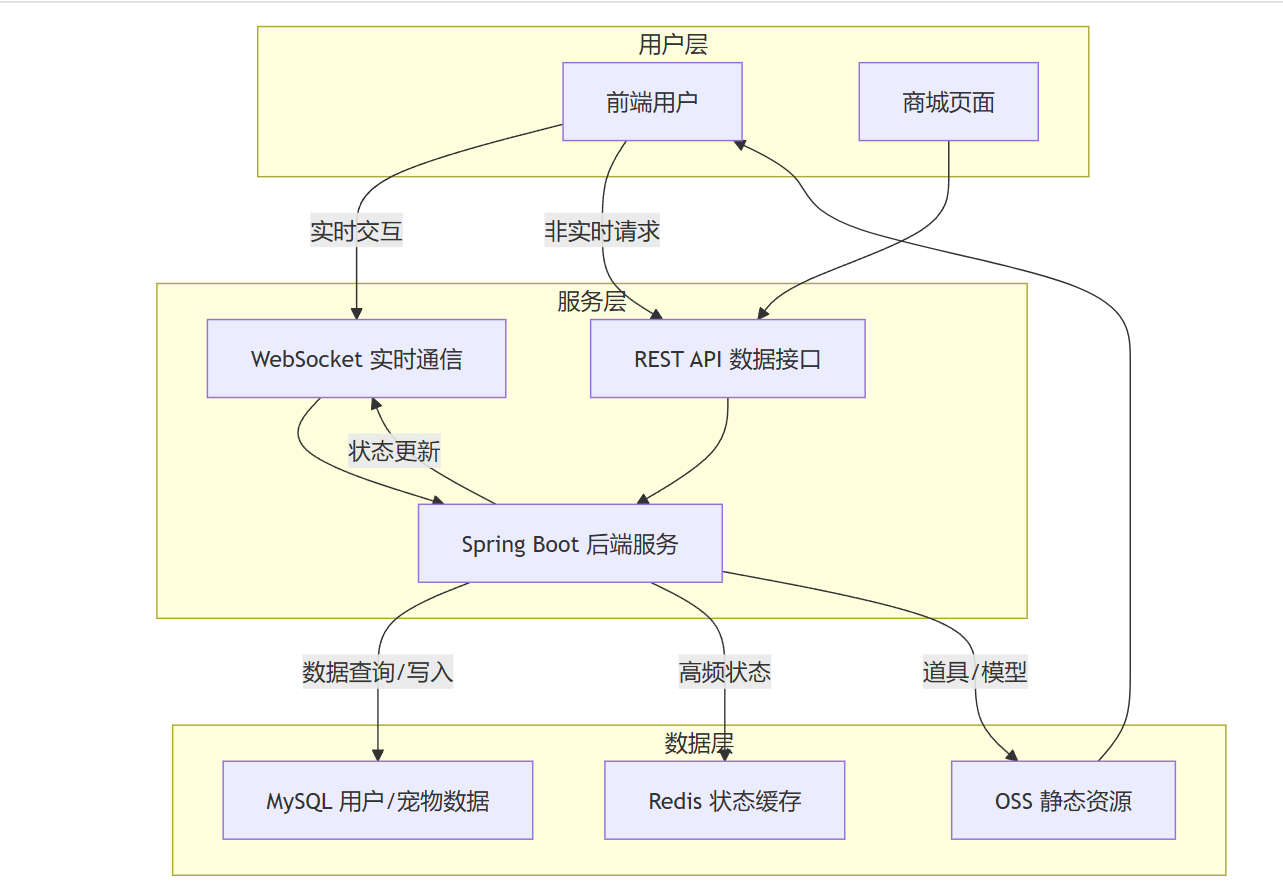 用户层
前端用户
商城页面
实时交互
非实时请求
服务层
WebSocket 实时通信
REST API 数据接口
状态更新
Spring Boot 后端服务
数据查询/写入
高频状态
道具/模型
数据层
MySQL 用户/宠物数据
Redis 状态缓存
OSS 静态资源